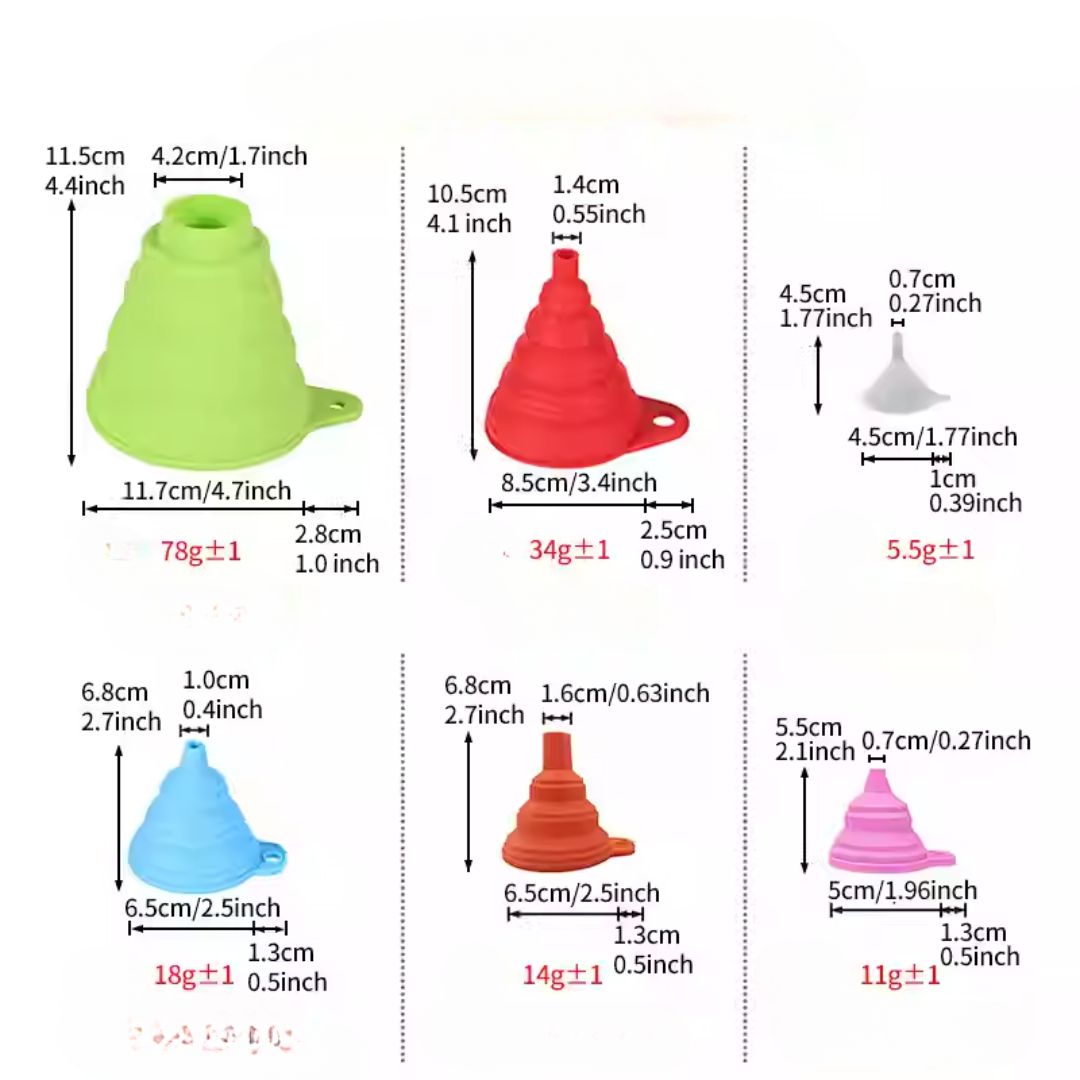 11.5cm
4.4inch
4.2cm/1.7inch
11.7cm/4.7inch
2.8cm
1.0 inch
78g±1
10.5cm
4.1 inch
1.4cm
0.55inch
8.5cm/3.4inch
2.5cm
0.9 inch
34g±1
4.5cm
1.77inch
0.7cm
0.27inch
4.5cm/1.77inch
1cm
0.39inch
5.5g±1
6.8cm
2.7inch
1.0cm
0.4inch
6.5cm/2.5inch
1.3cm
0.5inch
18g±1
6.8cm
2.7inch
1.6cm/0.63inch
6.5cm/2.5inch
1.3cm
0.5inch
14g±1
5.5cm
2.1inch
0.7cm/0.27inch
5cm/1.96inch
1.3cm
0.5inch
11g±1